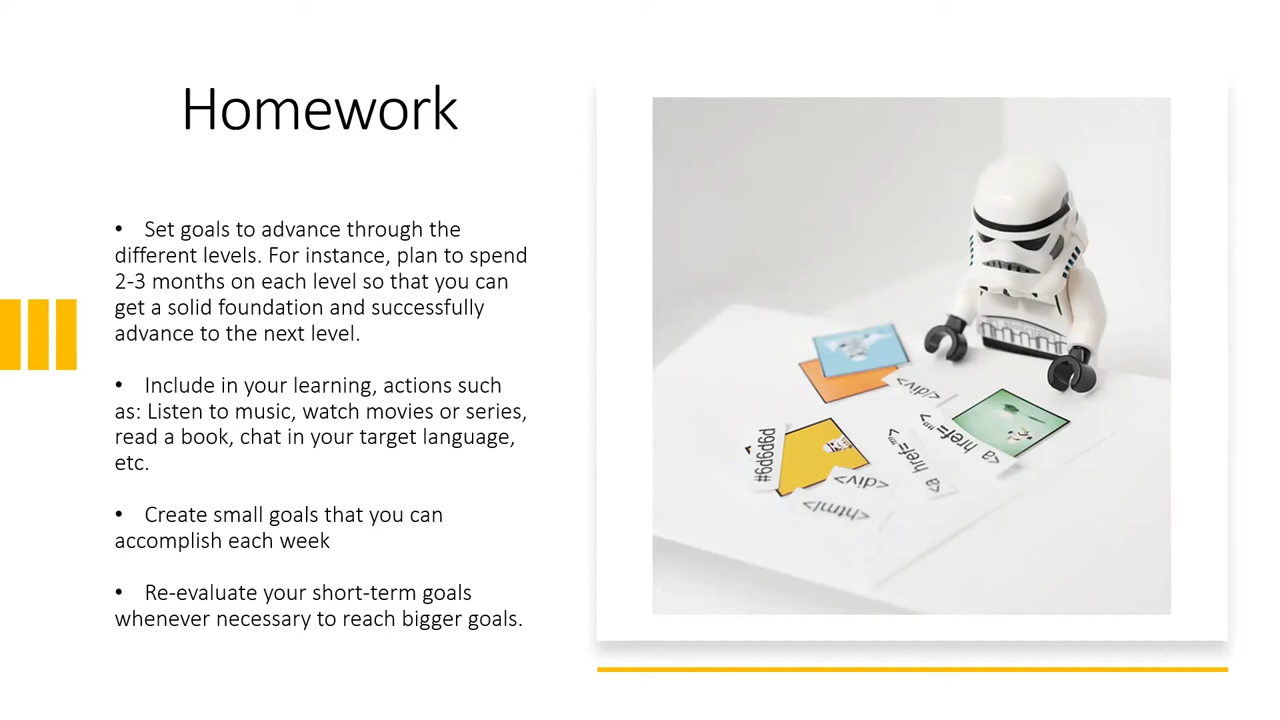 Homework
• Set goals to advance through the
different levels. For instance, plan to spend
2-3 months on each level so that you can
get a solid foundation and successfully
advance to the next level.
• Include in your learning, actions such
as: Listen to music, watch movies or series,
read a book, chat in your target language,
etc.
• Create small goals that you can
accomplish each week
• Re-evaluate your short-term goals
whenever necessary to reach bigger goals.
<div>
<a href="">
<a href="">
#6p6p6d
<div>
<html>